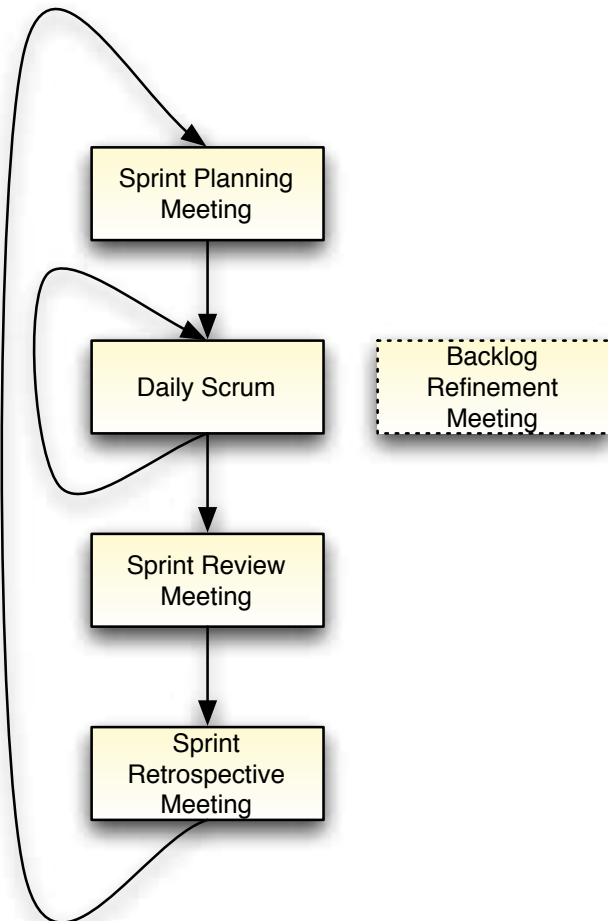 Sprint Planning
Meeting
Daily Scrum
Backlog
Refinement
Meeting
Sprint Review
Meeting
Sprint
Retrospective
Meeting